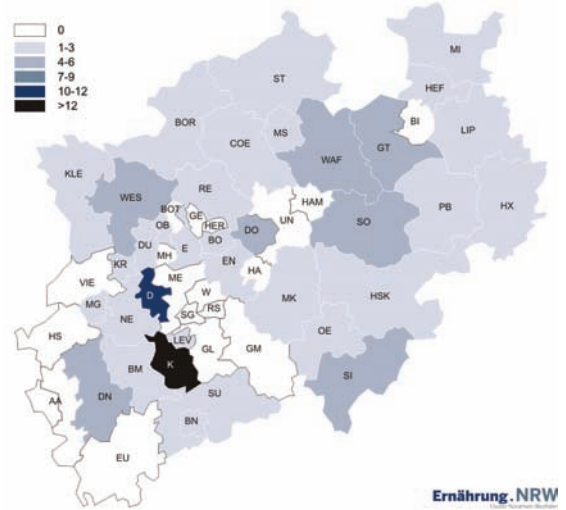 0
1-3
4-6
7-9
10-12
>12
MI
ST
HEF
BI
BOR
MS
LIP
COE
GT
WAF
KLE
WES
RE
PB
HX
BOT
GE
HAM
SO
OB
HER
UN
DO
DU
E
BO
MH
EN
HA
KR
ME
VIE
D
W
MK
HSK
MG
SG
RS
NE
OE
HS
LEV
K
GL
GM
SI
BM
DN
SU
AA
BN
EU
Ernährung.NRW
Cluster Nordrhein-Westfalen